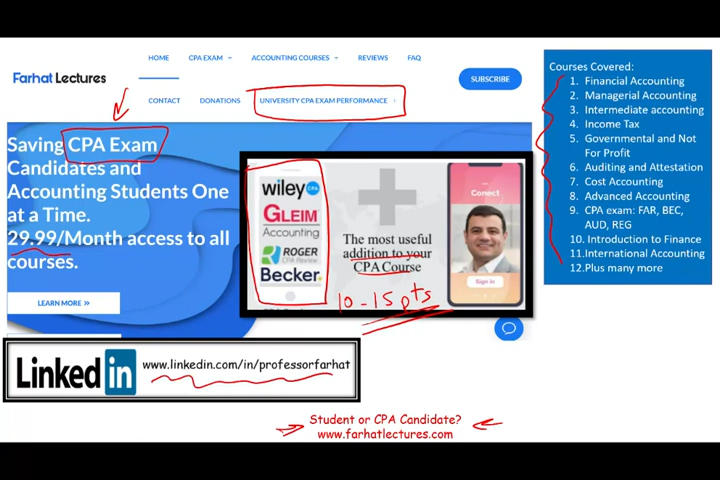 HOME
CPA EXAM
ACCOUNTING COURSES
REVIEWS
FAQ
Farhat Lectures
SUBSCRIBE
CONTACT
DONATIONS
UNIVERSITY CPA EXAM PERFORMANCE
Saving CPA Exam
Candidates and
Accounting Students One
at a Time.
29.99/Month access to all
courses.
LEARN MORE »
wiley CPA
GLEIM
Accounting
ROGER
CPA Review
Becker
The most useful
addition to your
CPA Course
Conect
Sign in
10-15 pts
Courses Covered:
1. Financial Accounting
2. Managerial Accounting
3. Intermediate accounting
4. Income Tax
5. Governmental and Not
For Profit
6. Auditing and Attestation
7. Cost Accounting
8. Advanced Accounting
9. CPA exam: FAR, BEC,
AUD, REG
10. Introduction to Finance
11.International Accounting
12.Plus many more
Linked in
www.linkedin.com/in/professorfarhat
Student or CPA Candidate?
www.farhatlectures.com